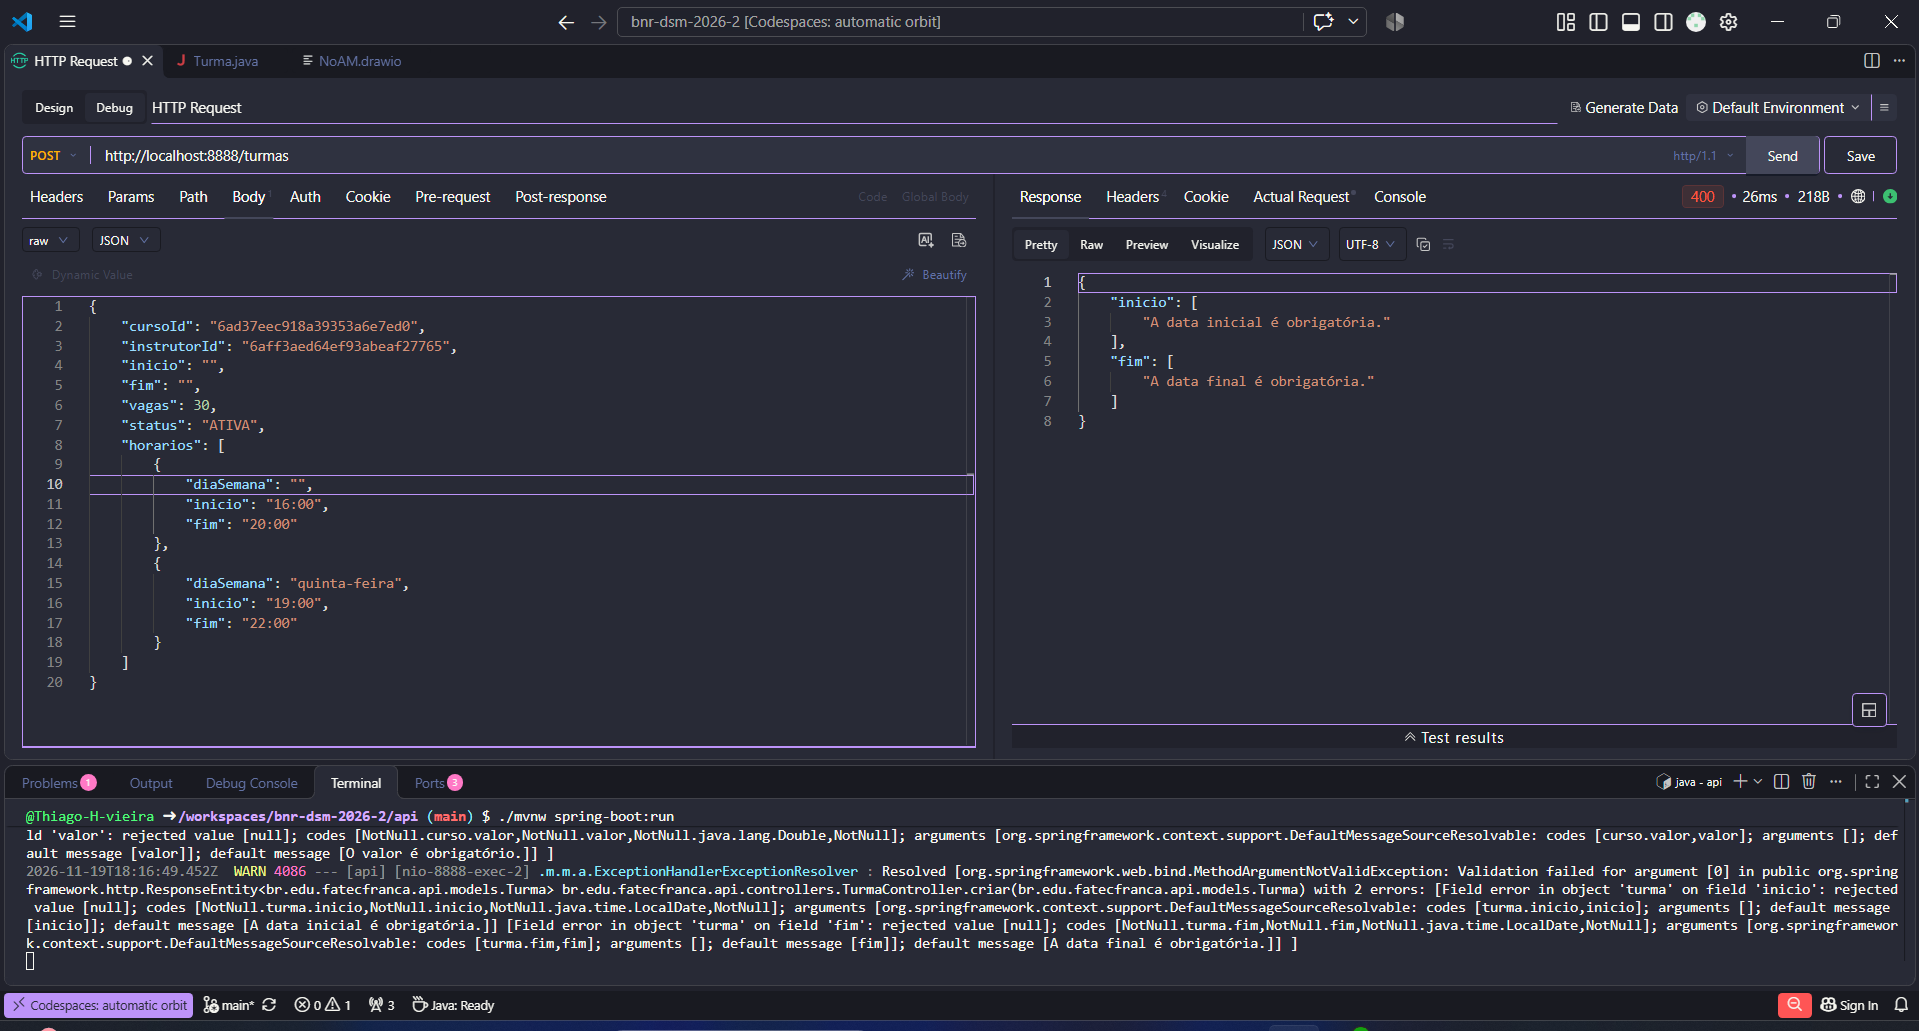 bnr-dsm-2026-2 [Codespaces: automatic orbit]
HTTP Request
Turma.java
NoAM.drawio
Design
Debug
HTTP Request
Generate Data
Default Environment
POST
http://localhost:8888/turmas
http/1.1
Send
Save
Headers
Params
Path
Body 1
Auth
Cookie
Pre-request
Post-response
Code
Global Body
raw
JSON
Dynamic Value
Beautify
1 {
2 "cursoId": "6ad37eec918a39353a6e7ed0",
3 "instrutorId": "6aff3aed64ef93abeaf27765",
4 "inicio": "",
5 "fim": "",
6 "vagas": 30,
7 "status": "ATIVA",
8 "horarios": [
9 {
10 "diaSemana": "",
11 "inicio": "16:00",
12 "fim": "20:00"
13 },
14 {
15 "diaSemana": "quinta-feira",
16 "inicio": "19:00",
17 "fim": "22:00"
18 }
19 ]
20 }
Response
Headers 4
Cookie
Actual Request
Console
400 • 26ms • 218B
Pretty
Raw
Preview
Visualize
JSON
UTF-8
1 {
2 "inicio": [
3 "A data inicial é obrigatória."
4 ],
5 "fim": [
6 "A data final é obrigatória."
7 ]
8 }
Test results
Problems 1
Output
Debug Console
Terminal
Ports 3
java - api
@Thiago-H-vieira ➜/workspaces/bnr-dsm-2026-2/api (main) $ ./mvnw spring-boot:run
ld 'valor': rejected value [null]; codes [NotNull.curso.valor,NotNull.valor,NotNull.java.lang.Double,NotNull]; arguments [org.springframework.context.support.DefaultMessageSourceResolvable: codes [curso.valor,valor]; arguments []; def
ault message [valor]]; default message [O valor é obrigatório.]] ]
2026-11-19T18:16:49.452Z  WARN 4086 --- [api] [nio-8888-exec-2] .m.m.a.ExceptionHandlerExceptionResolver : Resolved [org.springframework.web.bind.MethodArgumentNotValidException: Validation failed for argument [0] in public org.spring
framework.http.ResponseEntity<br.edu.fatecfranca.api.models.Turma> br.edu.fatecfranca.api.controllers.TurmaController.criar(br.edu.fatecfranca.api.models.Turma) with 2 errors: [Field error in object 'turma' on field 'inicio': rejected
value [null]; codes [NotNull.turma.inicio,NotNull.inicio,NotNull.java.time.LocalDate,NotNull]; arguments [org.springframework.context.support.DefaultMessageSourceResolvable: codes [turma.inicio,inicio]; arguments []; default message
[inicio]]; default message [A data inicial é obrigatória.]] [Field error in object 'turma' on field 'fim': rejected value [null]; codes [NotNull.turma.fim,NotNull.fim,NotNull.java.time.LocalDate,NotNull]; arguments [org.springframewor
k.context.support.DefaultMessageSourceResolvable: codes [turma.fim,fim]; arguments []; default message [fim]]; default message [A data final é obrigatória.]] ]
Codespaces: automatic orbit
main*
0
1
3
Java: Ready
Sign In